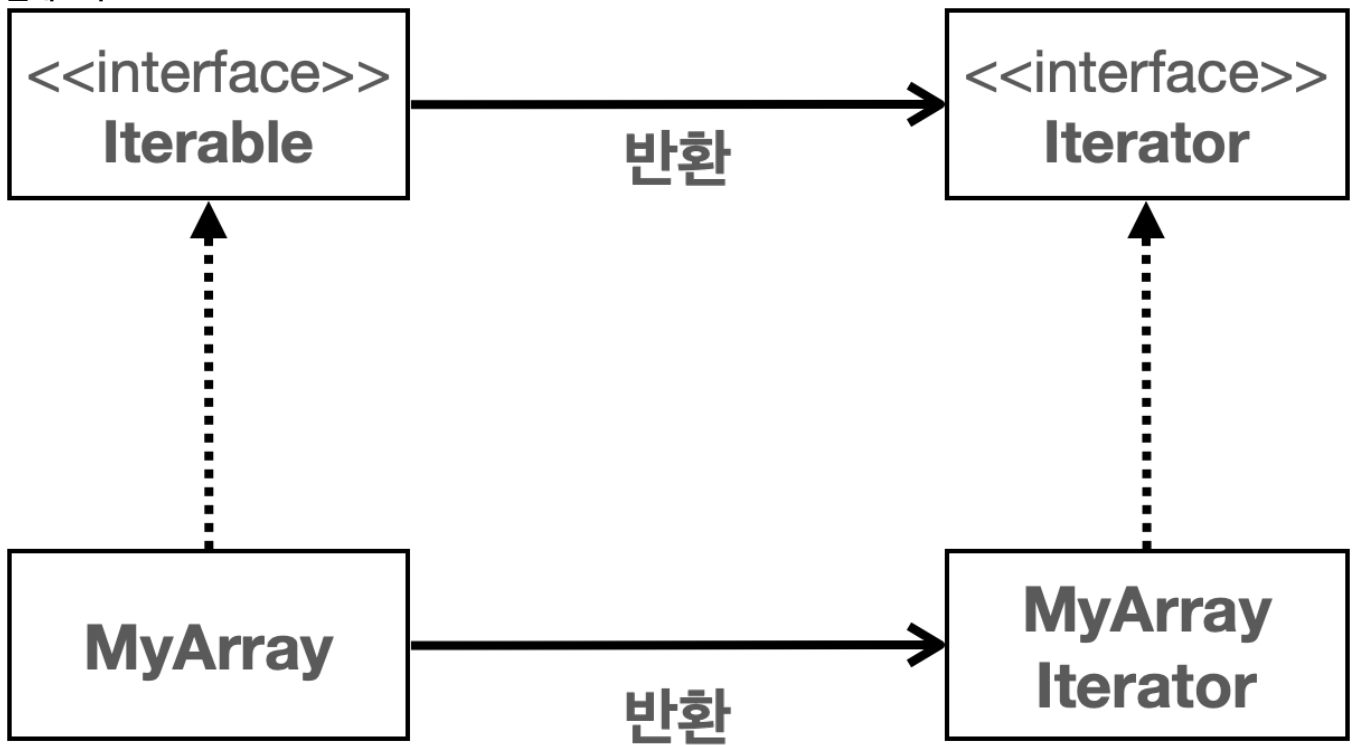 <<interface>>
Iterable
반환
<<interface>>
Iterator
MyArray
반환
MyArray
Iterator